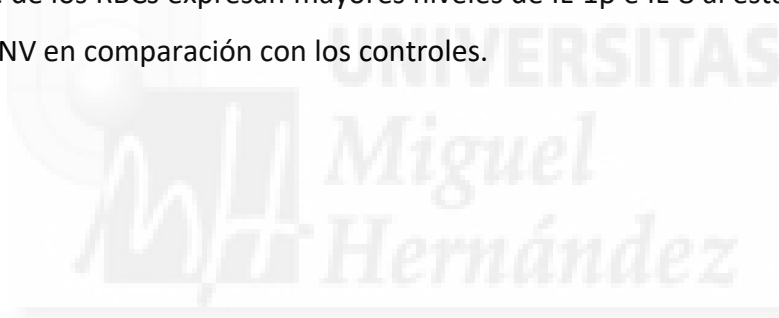 de los RBCs expresan mayores niveles de IL-1β e IL-8 al est
NV en comparación con los controles.
UNIVERSITAS
Miguel
Hernández